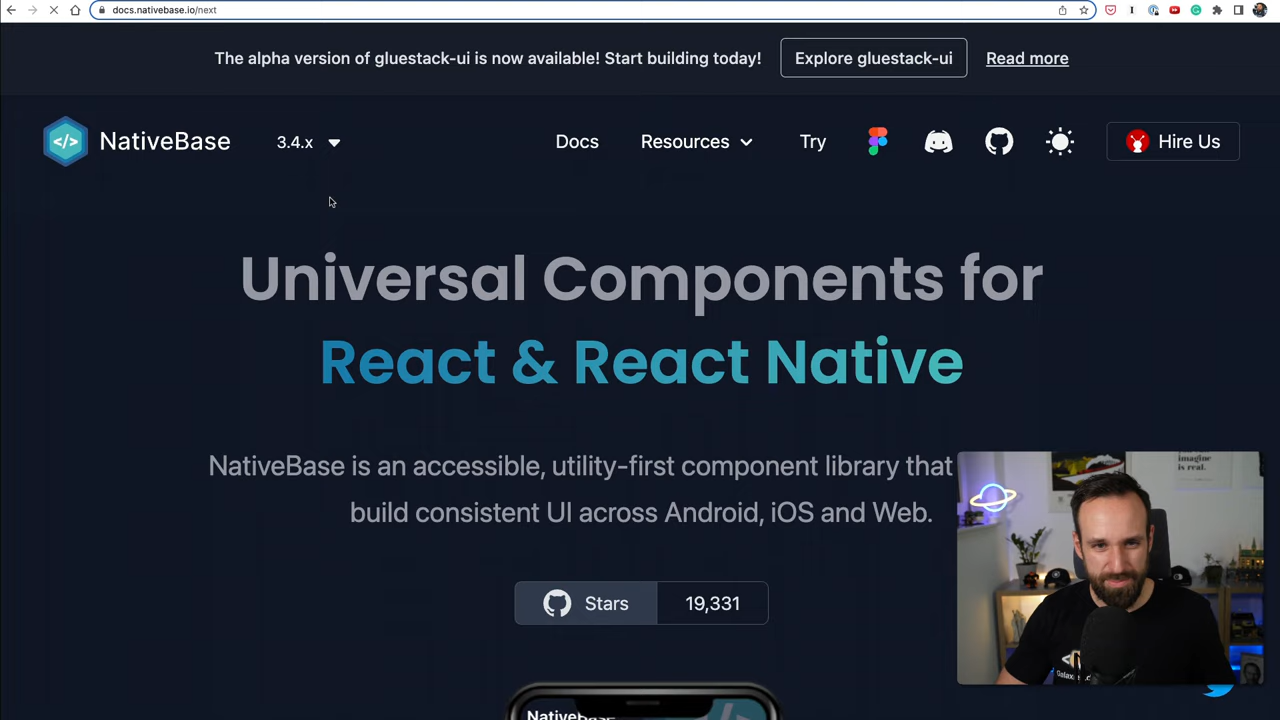 docs.nativebase.io/next
The alpha version of gluestack-ui is now available! Start building today! Explore gluestack-ui Read more
NativeBase 3.4.x Docs Resources Try Hire Us
Universal Components for
React & React Native
NativeBase is an accessible, utility-first component library that
build consistent UI across Android, iOS and Web.
imagine
is real.
Stars 19,331
NativeBase